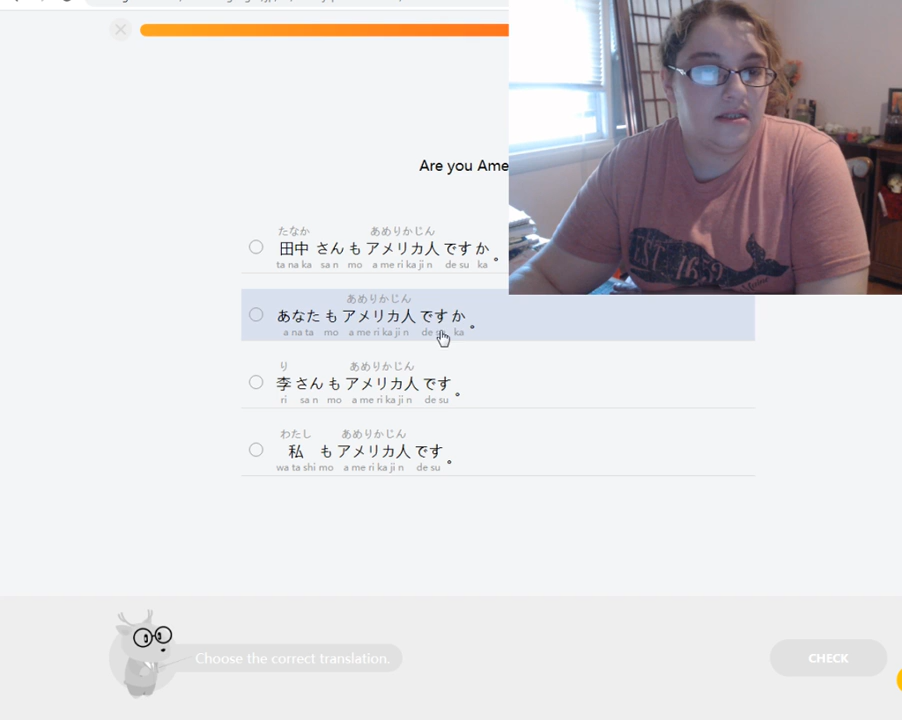 Are you Ame
たなか あめりかじん
田中 さん も アメリカ人 です か 。
ta na ka sa n mo a me ri ka ji n de su ka
あめりかじん
あなた も アメリカ人 です か 。
a na ta mo a me ri ka ji n de ka
り あめりかじん
李 さん も アメリカ人 です 。
ri sa n mo a me ri ka ji n de su
わたし あめりかじん
私 も アメリカ人 です 。
wa ta shi mo a me ri ka ji n de su
EST. 1659
Choose the correct translation.
CHECK